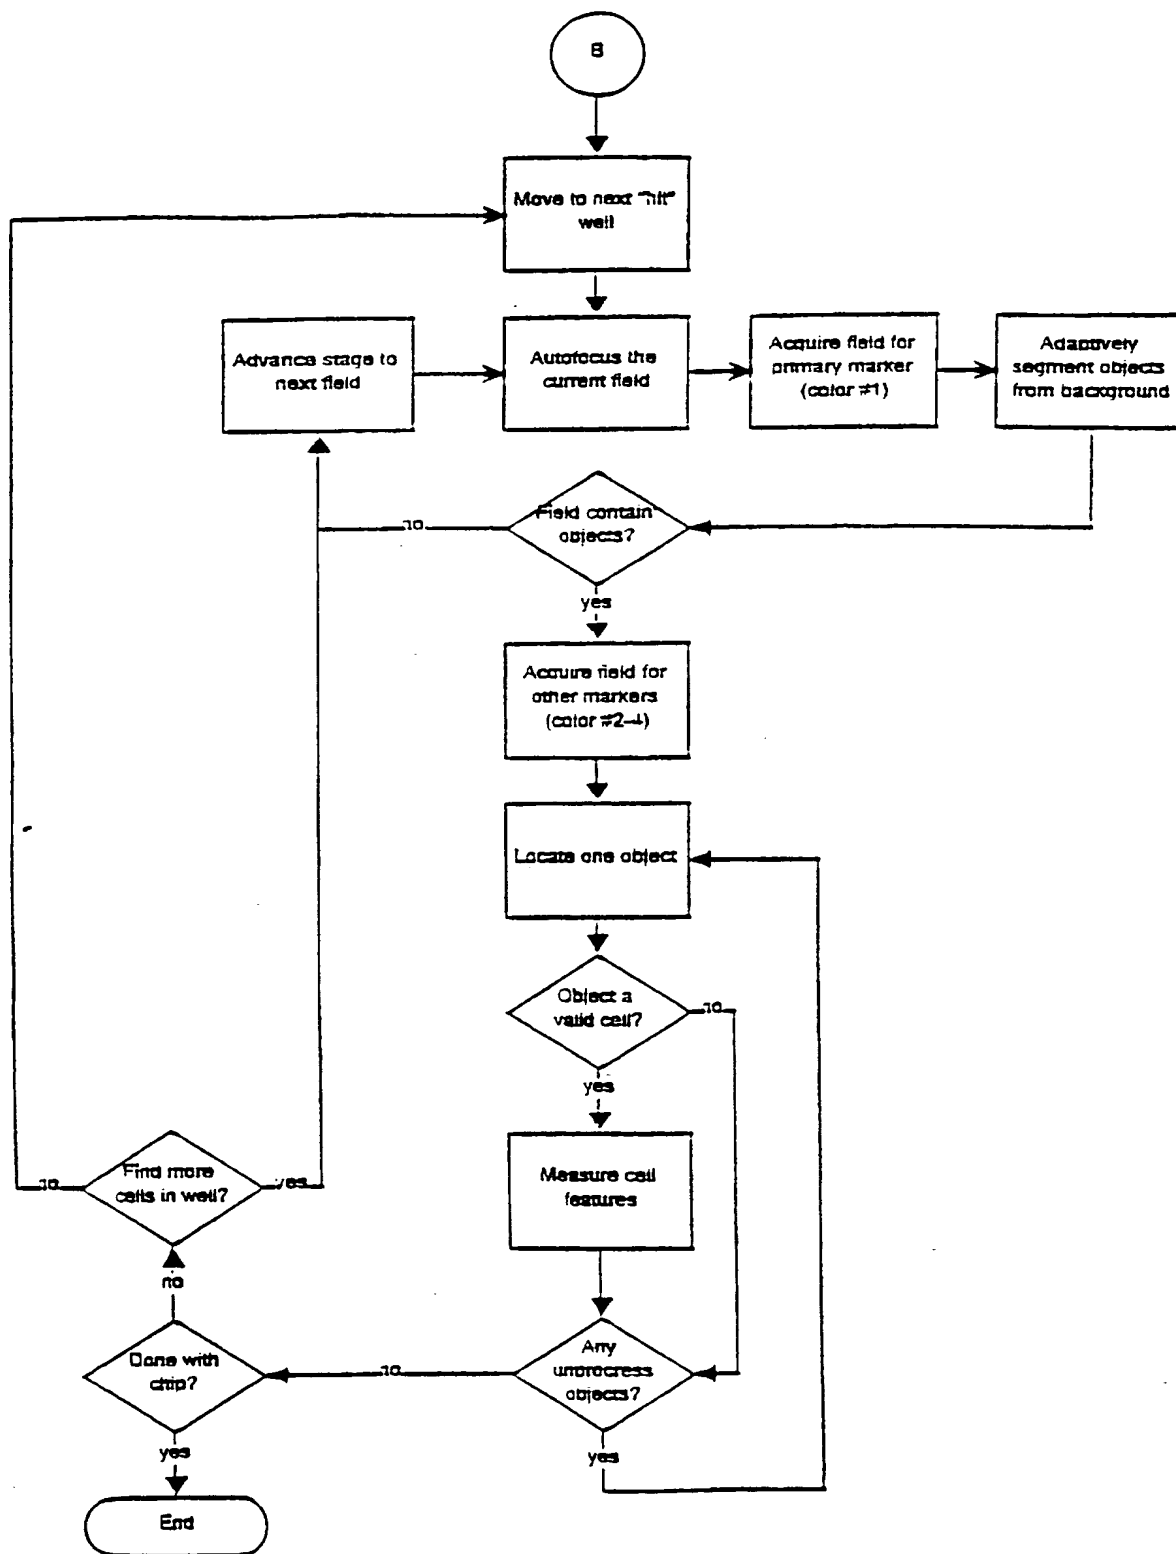 B
Move to next "hit"
well
Advance stage to
next field
Autofocus the
current field
Acquire field for
primary marker
(color #1)
Adaptively
segment objects
from background
Field contain
objects?
no
yes
Acquire field for
other markers
(color #2-4)
Locate one object
Object a
valid cell?
no
yes
Measure cell
features
Find more
cells in well?
no
yes
no
Done with
chip?
no
Any
unprocress
objects?
yes
yes
End